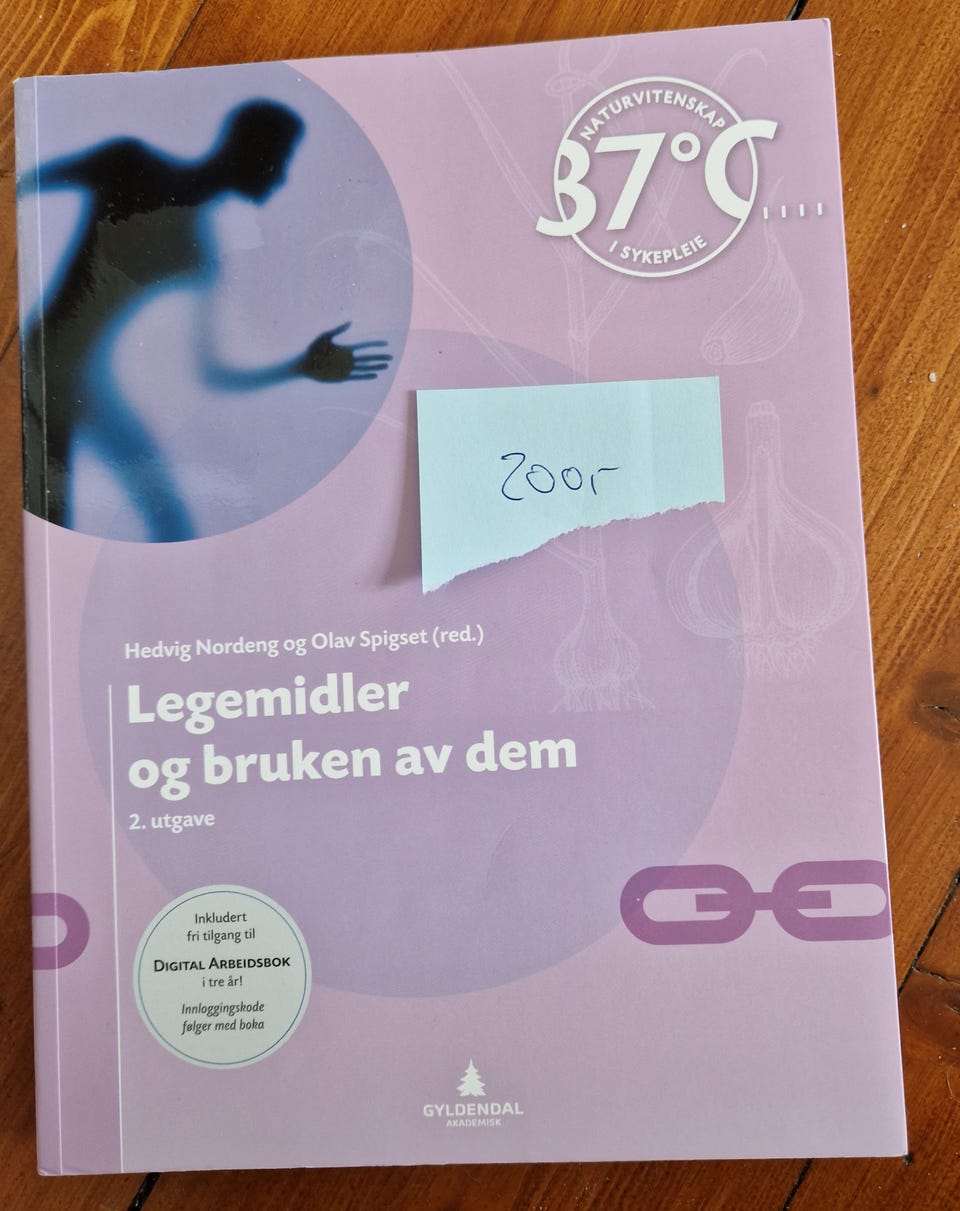 NATURVITENSKAP
37°C
I SYKEPLEIE
200,-
Hedvig Nordeng og Olav Spigset (red.)
Legemidler
og bruken av dem
2. utgave
Inkludert
fri tilgang til
DIGITAL ARBEIDSBOK
i tre år!
Innloggingskode
følger med boka
GYLDENDAL
AKADEMISK